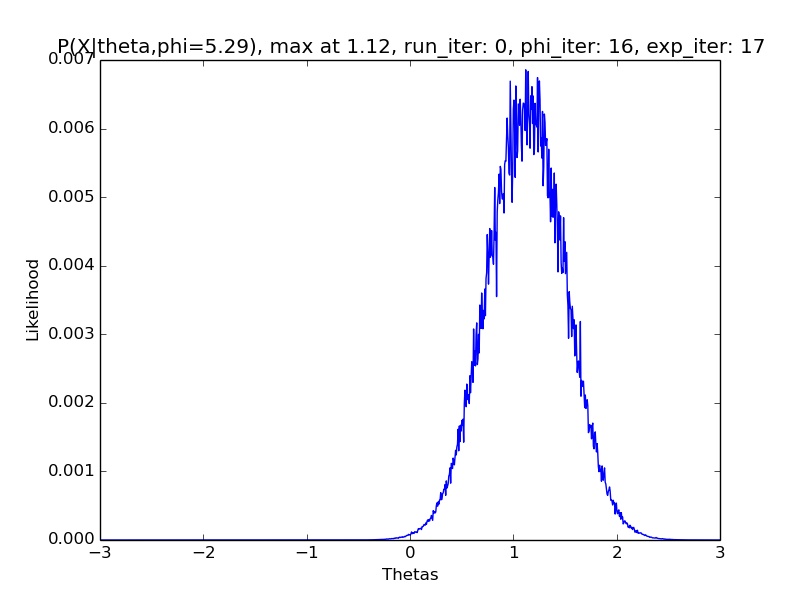 P(X|theta,phi=5.29), max at 1.12, run_iter: 0, phi_iter: 16, exp_iter: 17
0.007
0.006
0.005
0.004
0.003
0.002
0.001
0.000
Likelihood
−3 −2 −1 0 1 2 3
Thetas